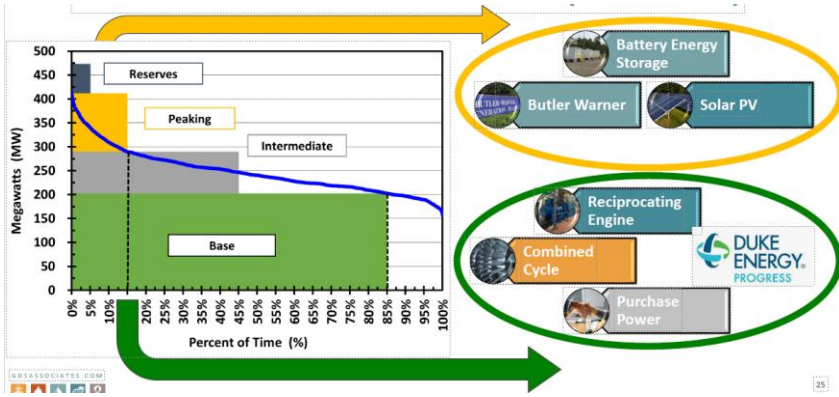 500
450
400
350
300
250
200
150
100
50
0
Megawatts (MW)
Reserves
Peaking
Intermediate
Base
0%
5%
10%
15%
20%
25%
30%
35%
40%
45%
50%
55%
60%
65%
70%
75%
80%
85%
90%
95%
100%
Percent of Time (%)
Battery Energy
Storage
Butler Warner
Solar PV
Reciprocating
Engine
Combined
Cycle
Purchase
Power
DUKE
ENERGY
PROGRESS
GDSASSOCIATES.COM
25